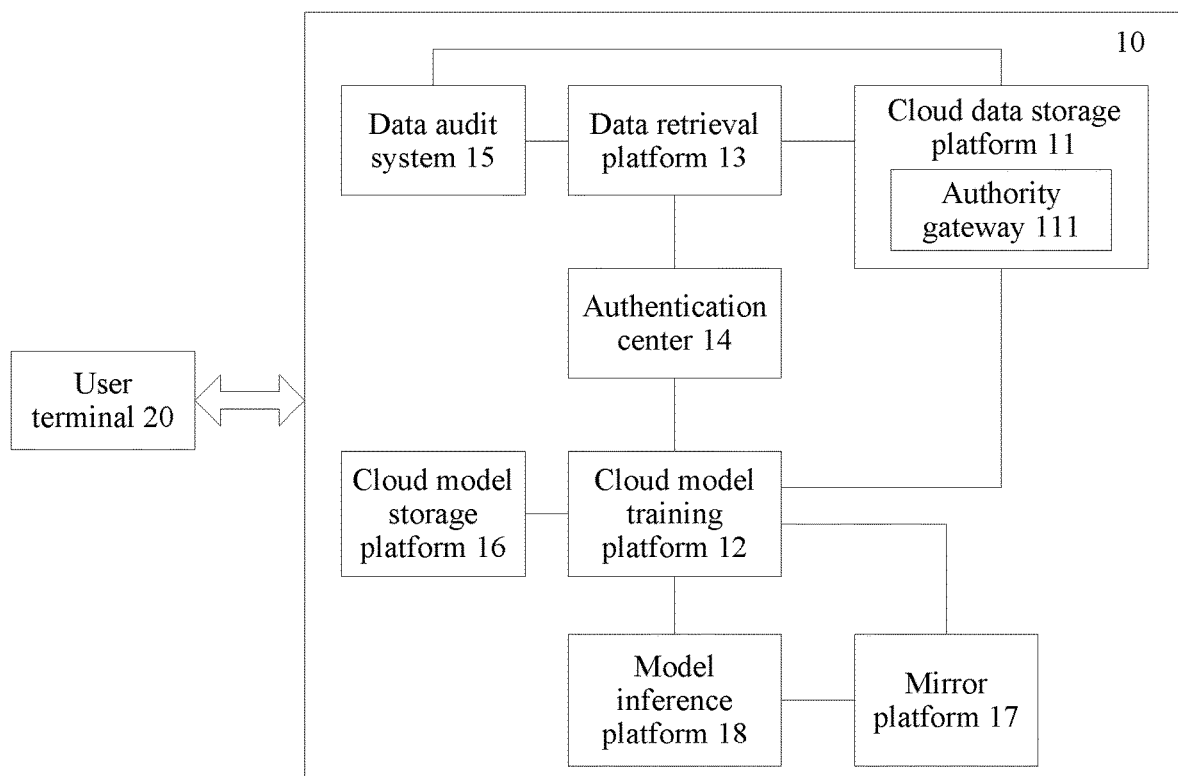 10
Data audit
system 15
Data retrieval
platform 13
Cloud data storage
platform 11
Authority
gateway 111
Authentication
center 14
User
terminal 20
Cloud model
storage
platform 16
Cloud model
training
platform 12
Model
inference
platform 18
Mirror
platform 17